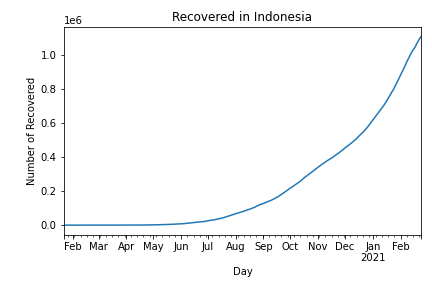 Recovered in Indonesia
1e6
1.0
0.8
0.6
0.4
0.2
0.0
Number of Recovered
Feb Mar Apr May Jun Jul Aug Sep Oct Nov Dec Jan Feb
2021
Day